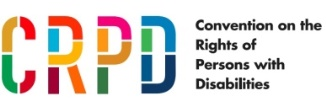 CRPD
Convention on the
Rights of
Persons with
Disabilities